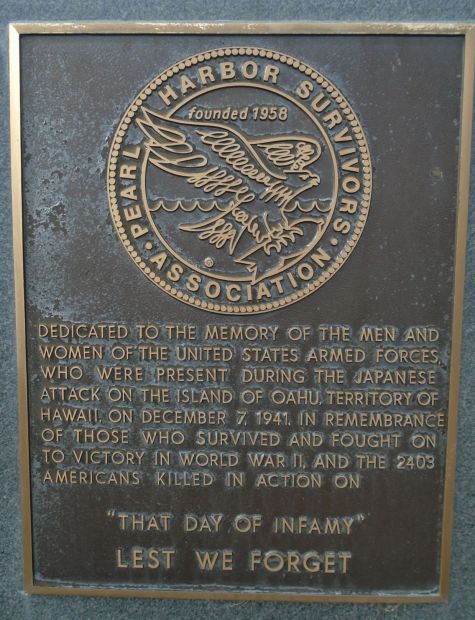 PEARL HARBOR SURVIVORS
• ASSOCIATION •
founded 1958
®
DEDICATED TO THE MEMORY OF THE MEN AND
WOMEN OF THE UNITED STATES ARMED FORCES,
WHO WERE PRESENT DURING THE JAPANESE
ATTACK ON THE ISLAND OF OAHU, TERRITORY OF
HAWAII, ON DECEMBER 7, 1941. IN REMEMBRANCE
OF THOSE WHO SURVIVED AND FOUGHT ON
TO VICTORY IN WORLD WAR II, AND THE 2403
AMERICANS KILLED IN ACTION ON
"THAT DAY OF INFAMY"
LEST WE FORGET